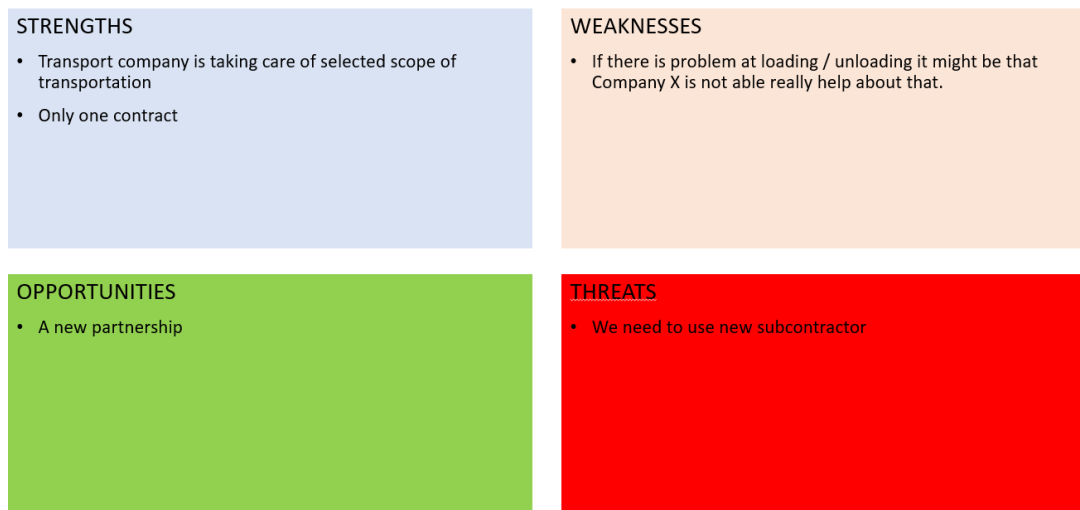 STRENGTHS
• Transport company is taking care of selected scope of
transportation
• Only one contract
WEAKNESSES
• If there is problem at loading / unloading it might be that
Company X is not able really help about that.
OPPORTUNITIES
• A new partnership
THREATS
• We need to use new subcontractor